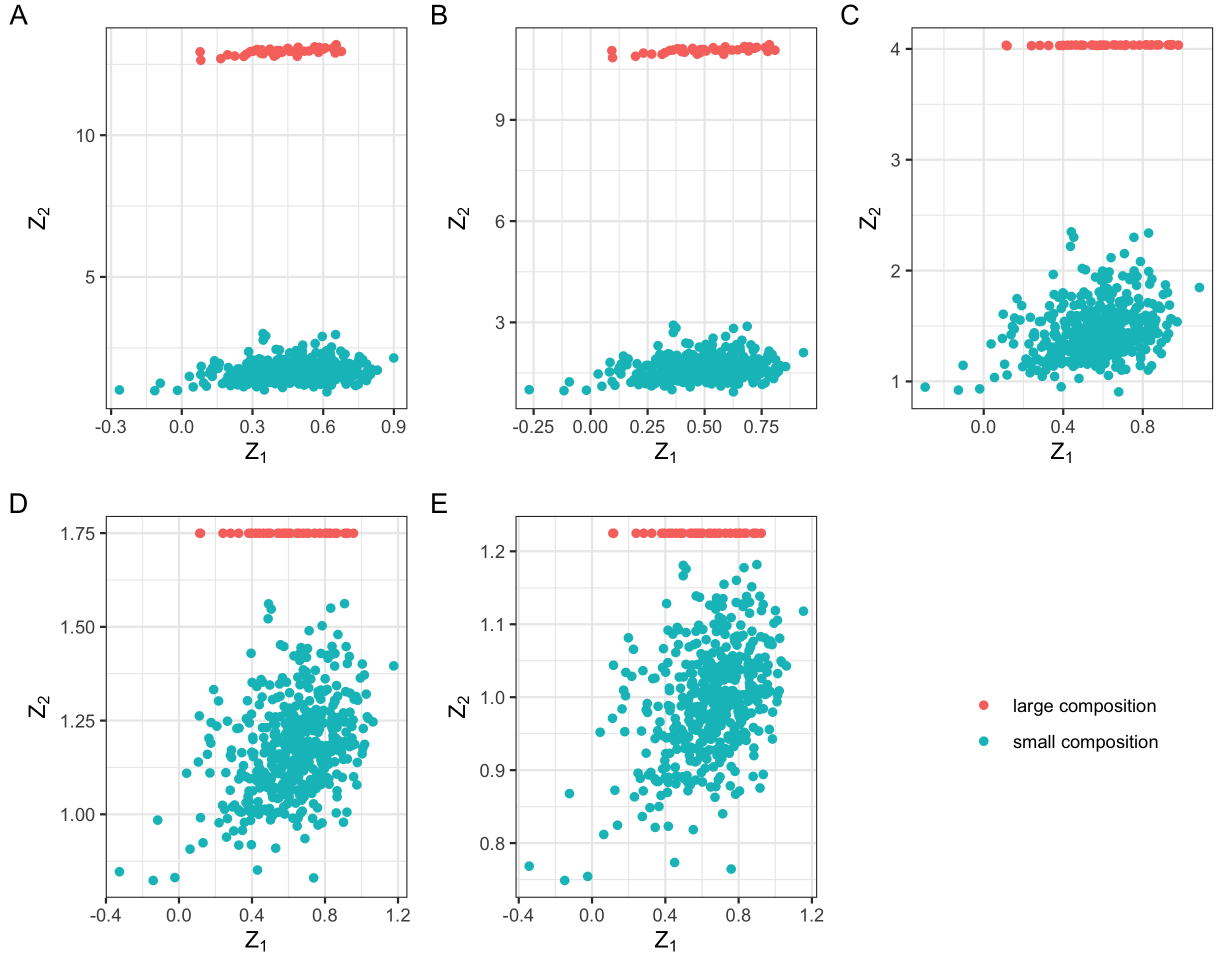 A
Z₂
10
5
-0.3 0.0 0.3 0.6 0.9
Z₁
B
Z₂
9
6
3
-0.25 0.00 0.25 0.50 0.75
Z₁
C
Z₂
4
3
2
1
0.0 0.4 0.8
Z₁
D
Z₂
1.75
1.50
1.25
1.00
-0.4 0.0 0.4 0.8 1.2
Z₁
E
Z₂
1.2
1.1
1.0
0.9
0.8
-0.4 0.0 0.4 0.8 1.2
Z₁
large composition
small composition